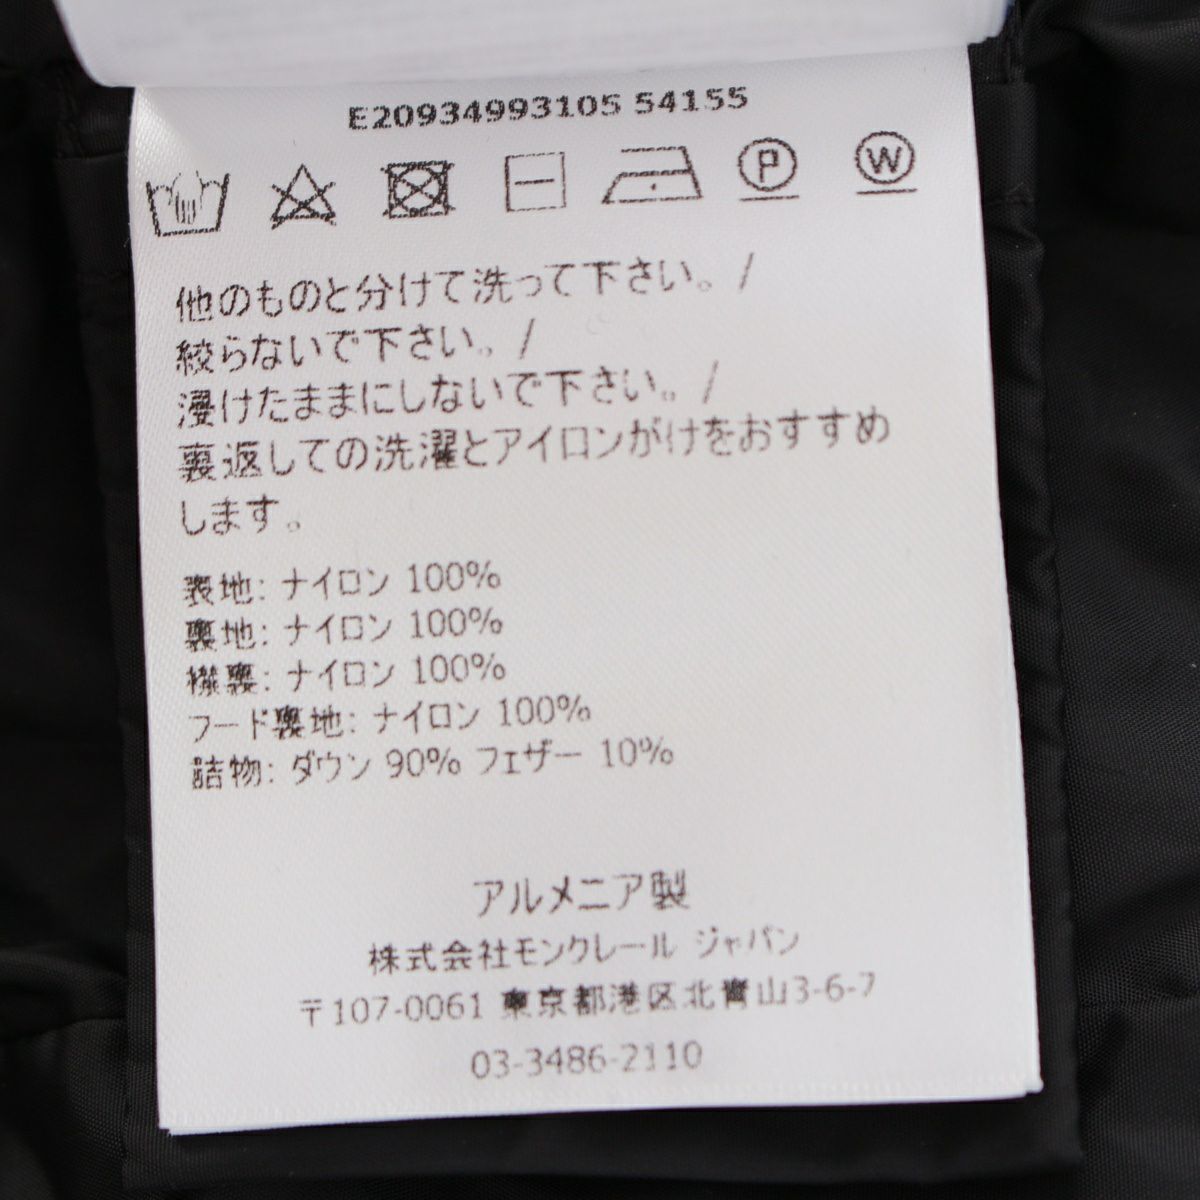 E20934993105 54155
P W
他のものと分けて洗って下さい。/
絞らないで下さい。/
浸けたままにしないで下さい。/
裏返しての洗濯とアイロンがけをおすすめ
します。
表地: ナイロン 100%
裏地: ナイロン 100%
襟裏: ナイロン 100%
フード裏地: ナイロン 100%
詰物: ダウン 90% フェザー 10%
アルメニア製
株式会社モンクレール ジャパン
〒107-0061 東京都港区北青山3-6-7
03-3486-2110